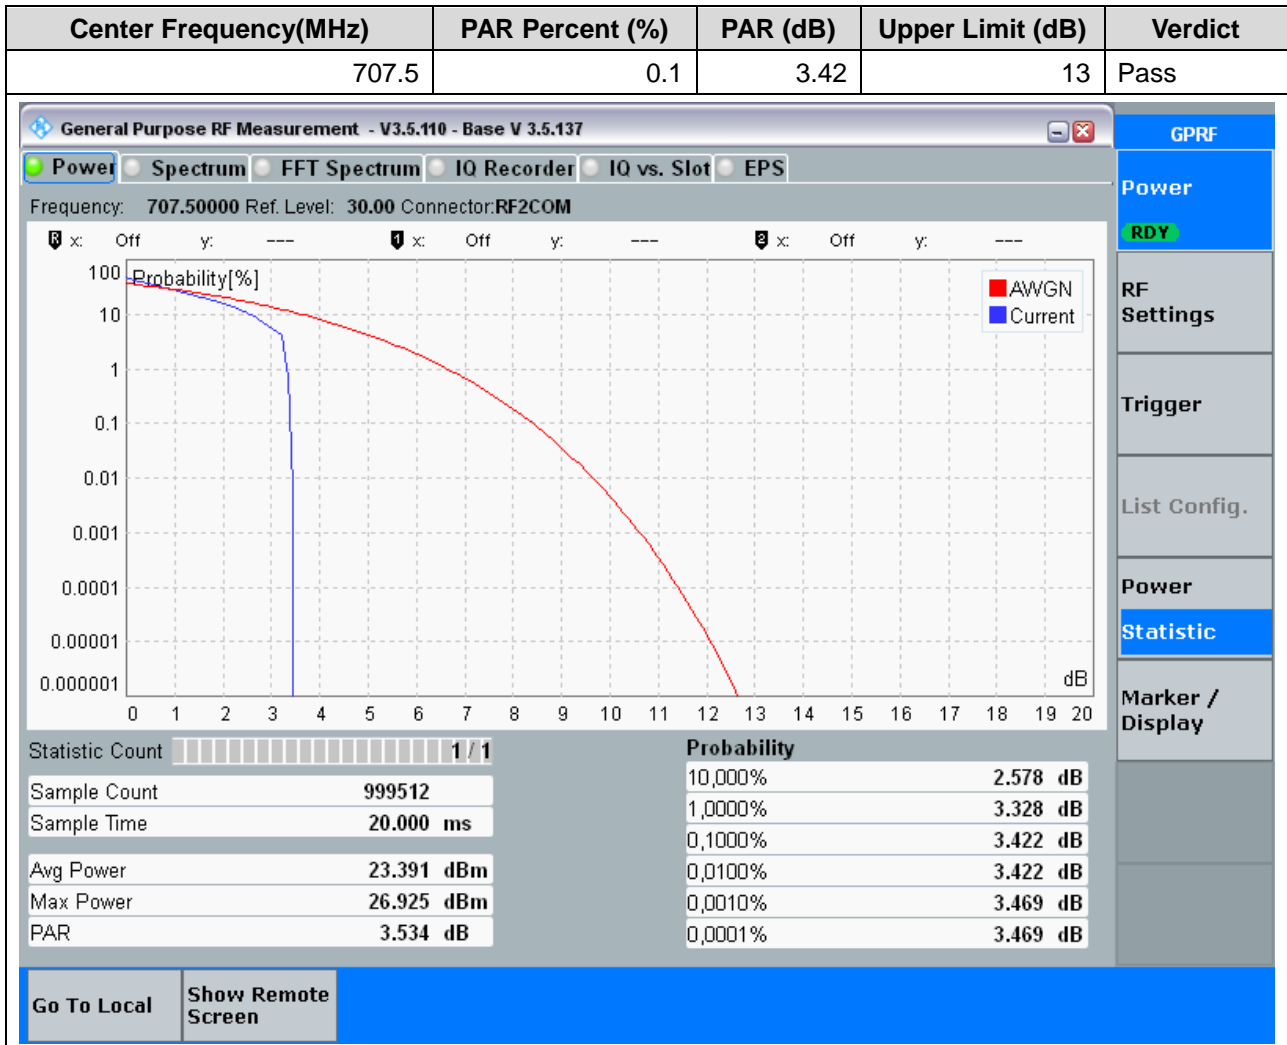 Center Frequency(MHz) PAR Percent (%) PAR (dB) Upper Limit (dB) Verdict
707.5 0.1 3.42 13 Pass
General Purpose RF Measurement - V3.5.110 - Base V 3.5.137
GPRF
Power Spectrum FFT Spectrum IQ Recorder IQ vs. Slot EPS
Frequency: 707.50000 Ref. Level: 30.00 Connector:RF2COM
R x: Off y: --- 1 x: Off y: --- 2 x: Off y: ---
Probability[%]
AWGN
Current
100
10
1
0.1
0.01
0.001
0.0001
0.00001
0.000001
dB
0 1 2 3 4 5 6 7 8 9 10 11 12 13 14 15 16 17 18 19 20
Statistic Count 1 / 1
Sample Count 999512
Sample Time 20.000 ms
Avg Power 23.391 dBm
Max Power 26.925 dBm
PAR 3.534 dB
Probability
10,000% 2.578 dB
1,0000% 3.328 dB
0,1000% 3.422 dB
0,0100% 3.422 dB
0,0010% 3.469 dB
0,0001% 3.469 dB
Power
RDY
RF
Settings
Trigger
List Config.
Power
Statistic
Marker /
Display
Go To Local
Show Remote
Screen